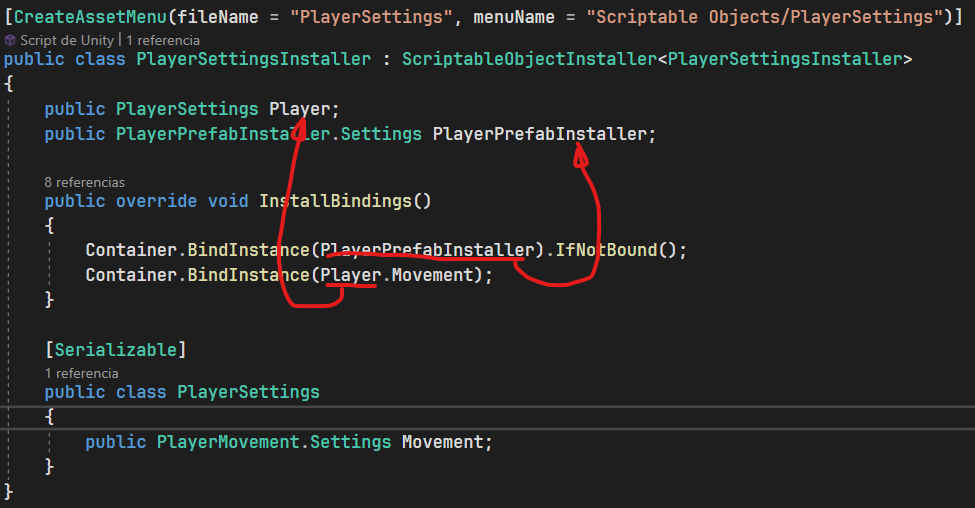 [CreateAssetMenu(fileName = "PlayerSettings", menuName = "Scriptable Objects/PlayerSettings")]
Script de Unity | 1 referencia
public class PlayerSettingsInstaller : ScriptableObjectInstaller<PlayerSettingsInstaller>
{
public PlayerSettings Player;
public PlayerPrefabInstaller.Settings PlayerPrefabInstaller;
8 referencias
public override void InstallBindings()
{
Container.BindInstance(PlayerPrefabInstaller).IfNotBound();
Container.BindInstance(Player.Movement);
}
[Serializable]
1 referencia
public class PlayerSettings
{
public PlayerMovement.Settings Movement;
}
}